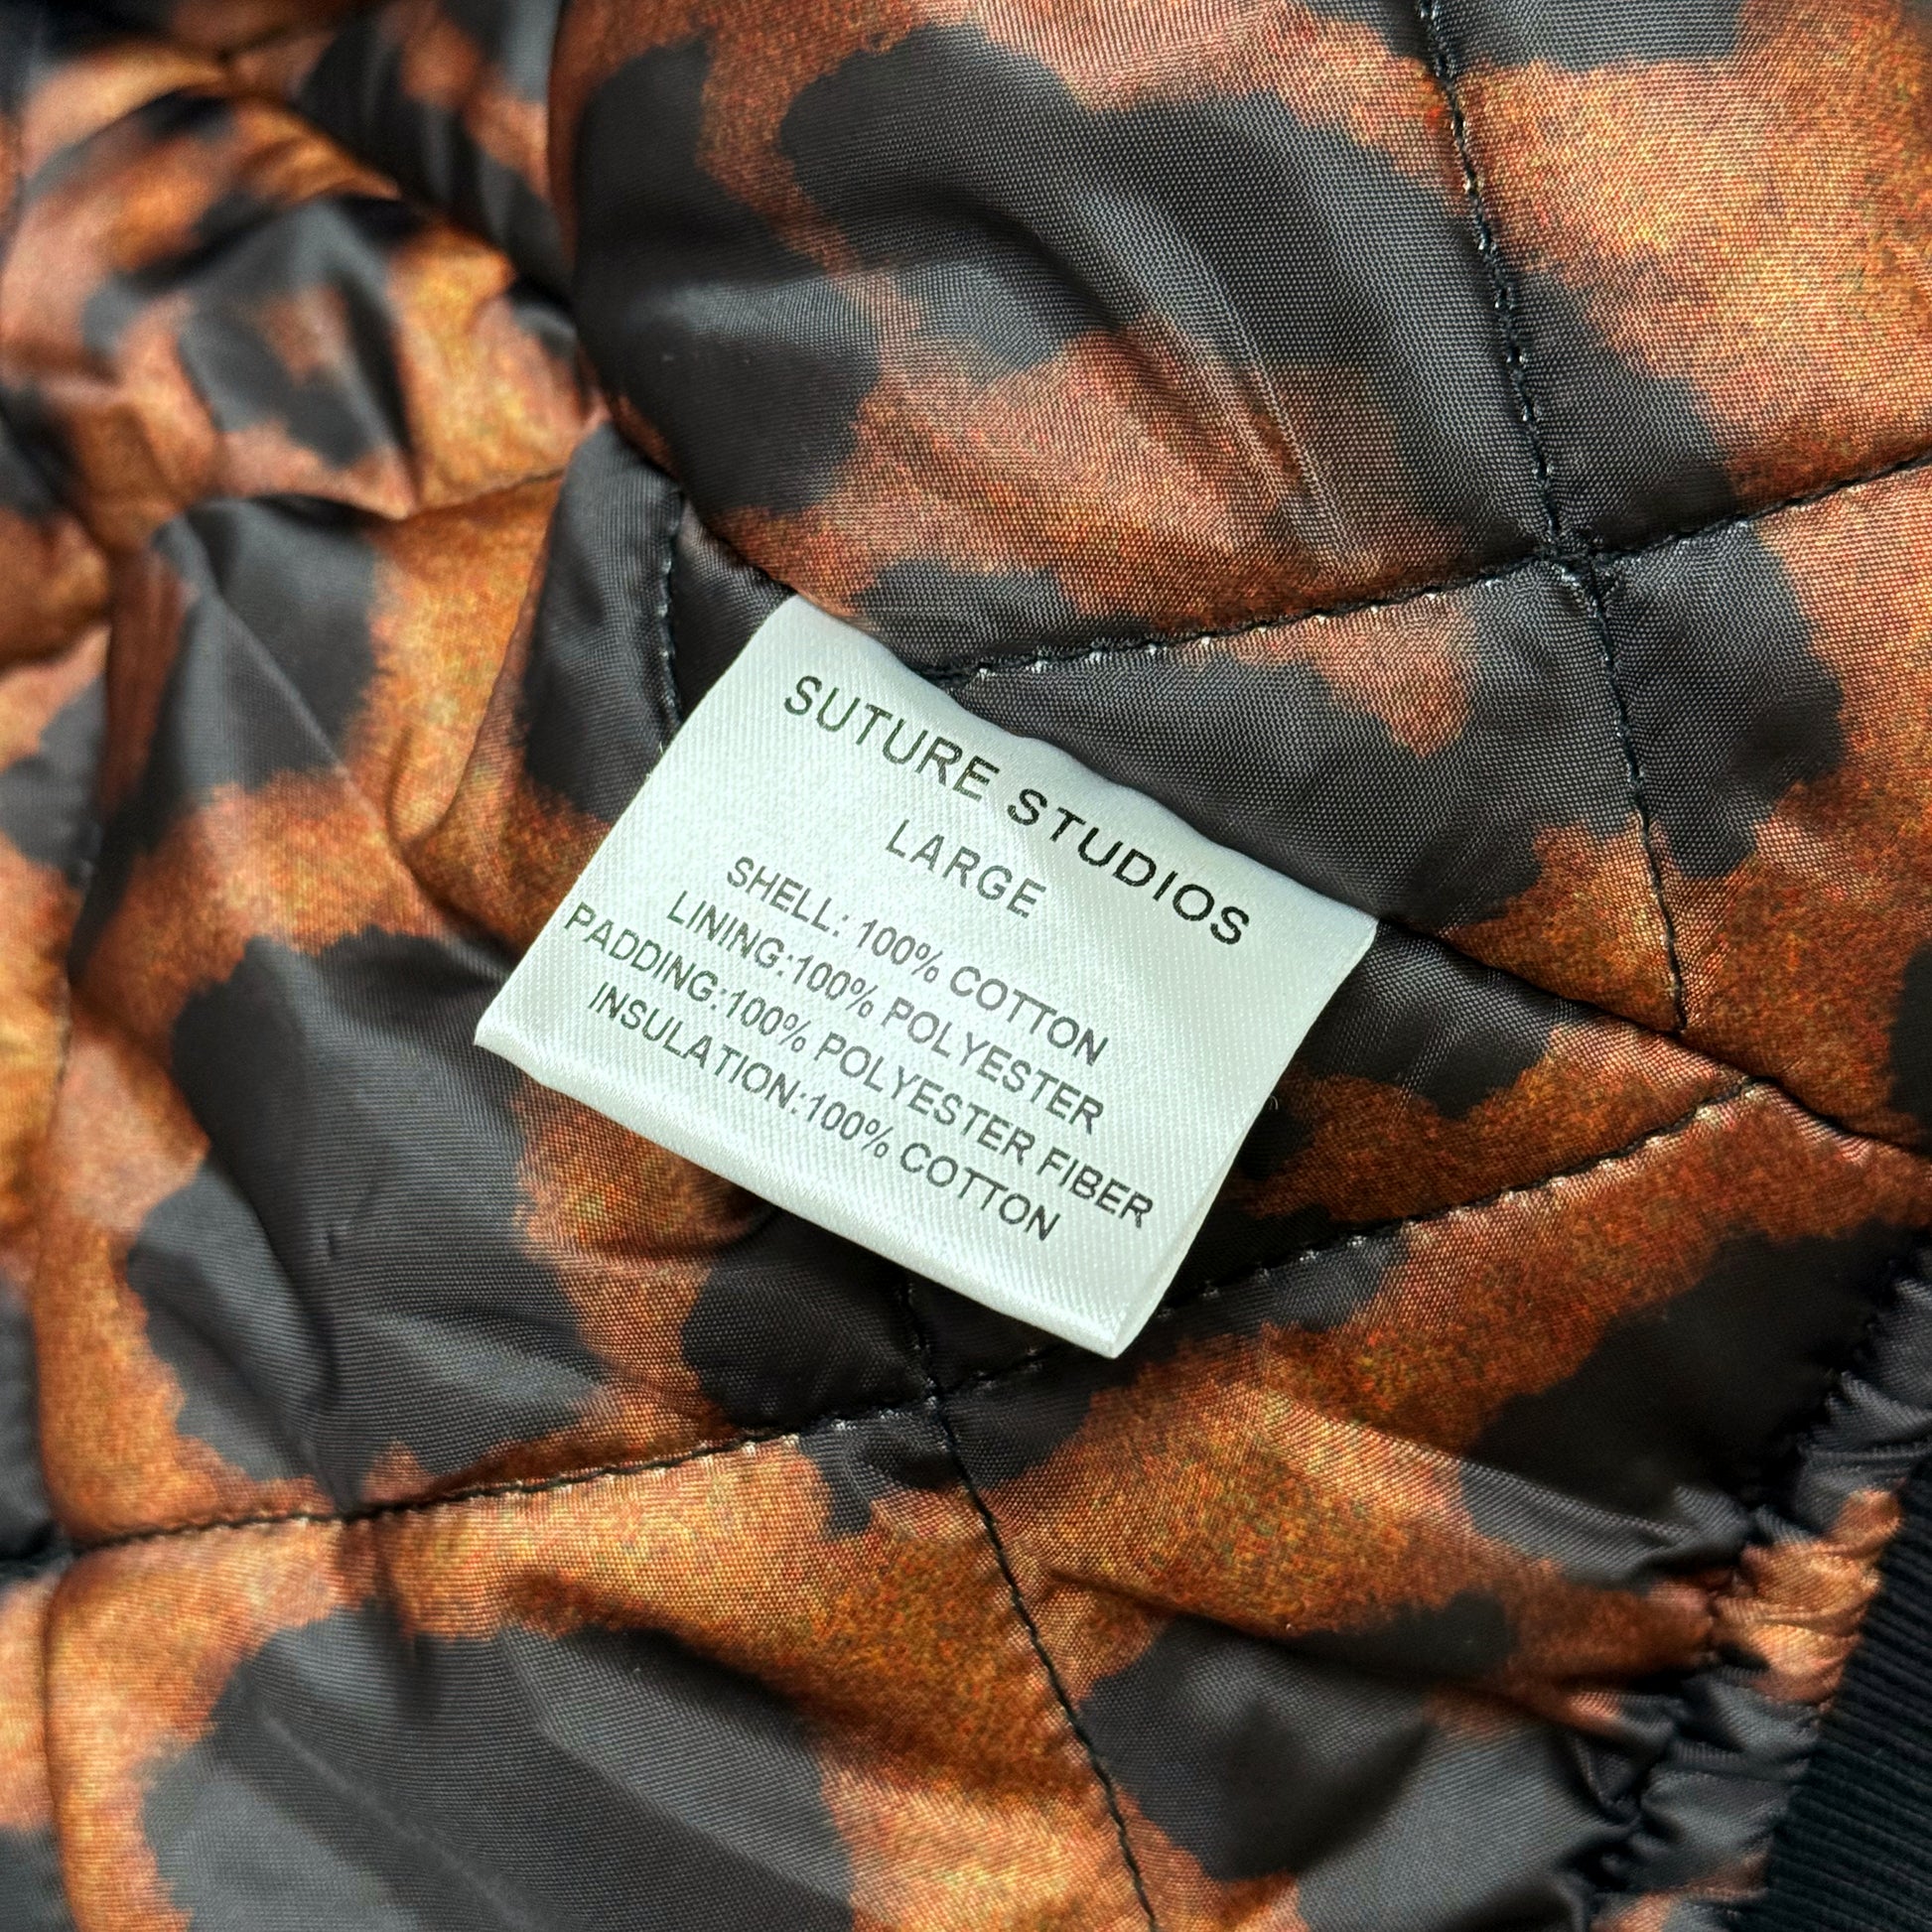 SUTURE STUDIOS
LARGE
SHELL: 100% COTTON
LINING:100% POLYESTER
PADDING:100% POLYESTER FIBER
INSULATION:100% COTTON